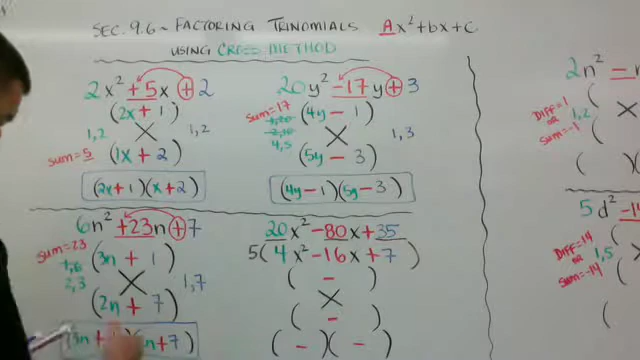 SEC. 9.6 ~ FACTORING TRINOMIALS Ax²+bx+c
USING CROSS METHOD
2x² +5x + 2
(2x + 1)
1,2
1,2
sum=5
(1x + 2)
(2x+1)(x+2)
20y² -17y + 3
sum=17
(4y - 1)
4,5
1,3
(5y - 3)
(4y-1)(5y-3)
6n² +23n + 7
sum=23
(3n + 1)
1,6
2,3
1,7
(2n + 7)
n+7)
20x² -80x + 35
5(4x² -16x + 7)
( - )
( - )
( - )( - )
2n² -
DIFF=1
OR
sum=-1
1,2
(
(
( )(
5d² -14
DIFF=14
OR
sum=-14
1,5
(
(